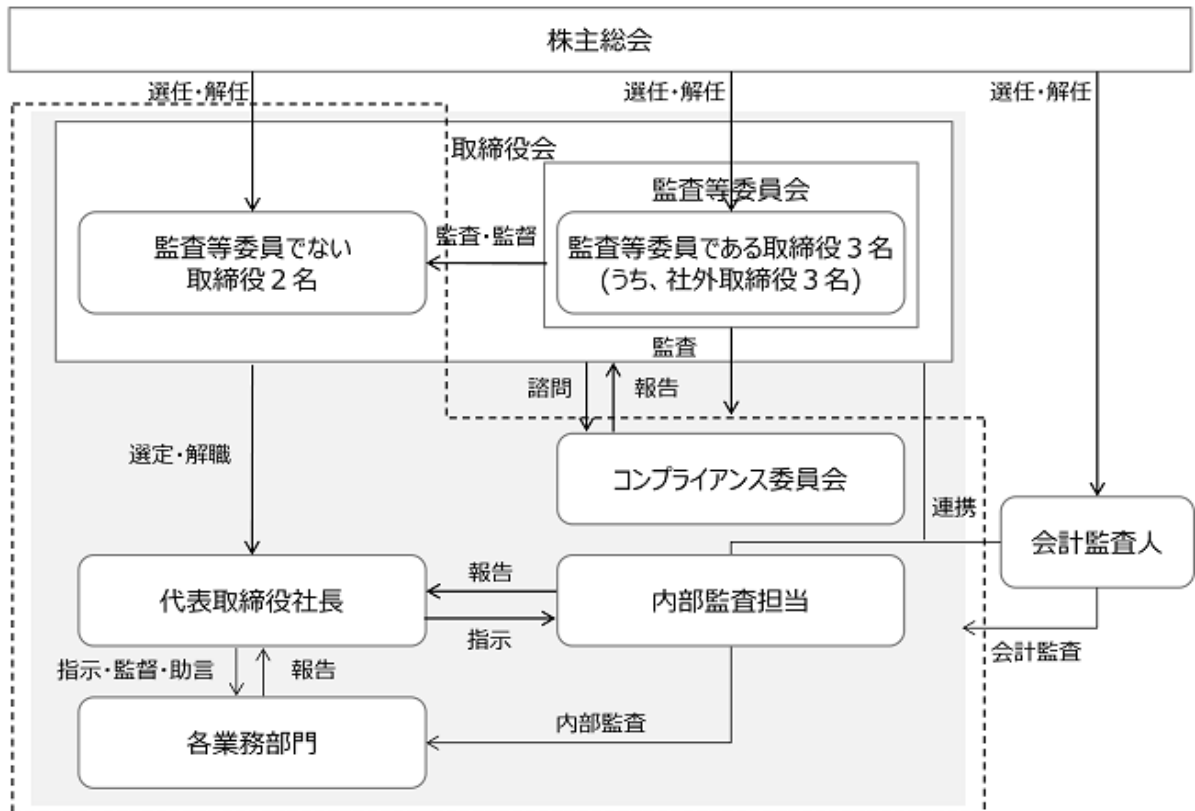 株主総会
選任・解任
選任・解任
選任・解任
取締役会
監査等委員会
監査等委員でない
取締役２名
監査・監督
監査等委員である取締役３名
(うち、社外取締役３名)
監査
諮問
報告
選定・解職
コンプライアンス委員会
連携
会計監査人
代表取締役社長
報告
指示
内部監査担当
会計監査
指示・監督・助言
報告
各業務部門
内部監査